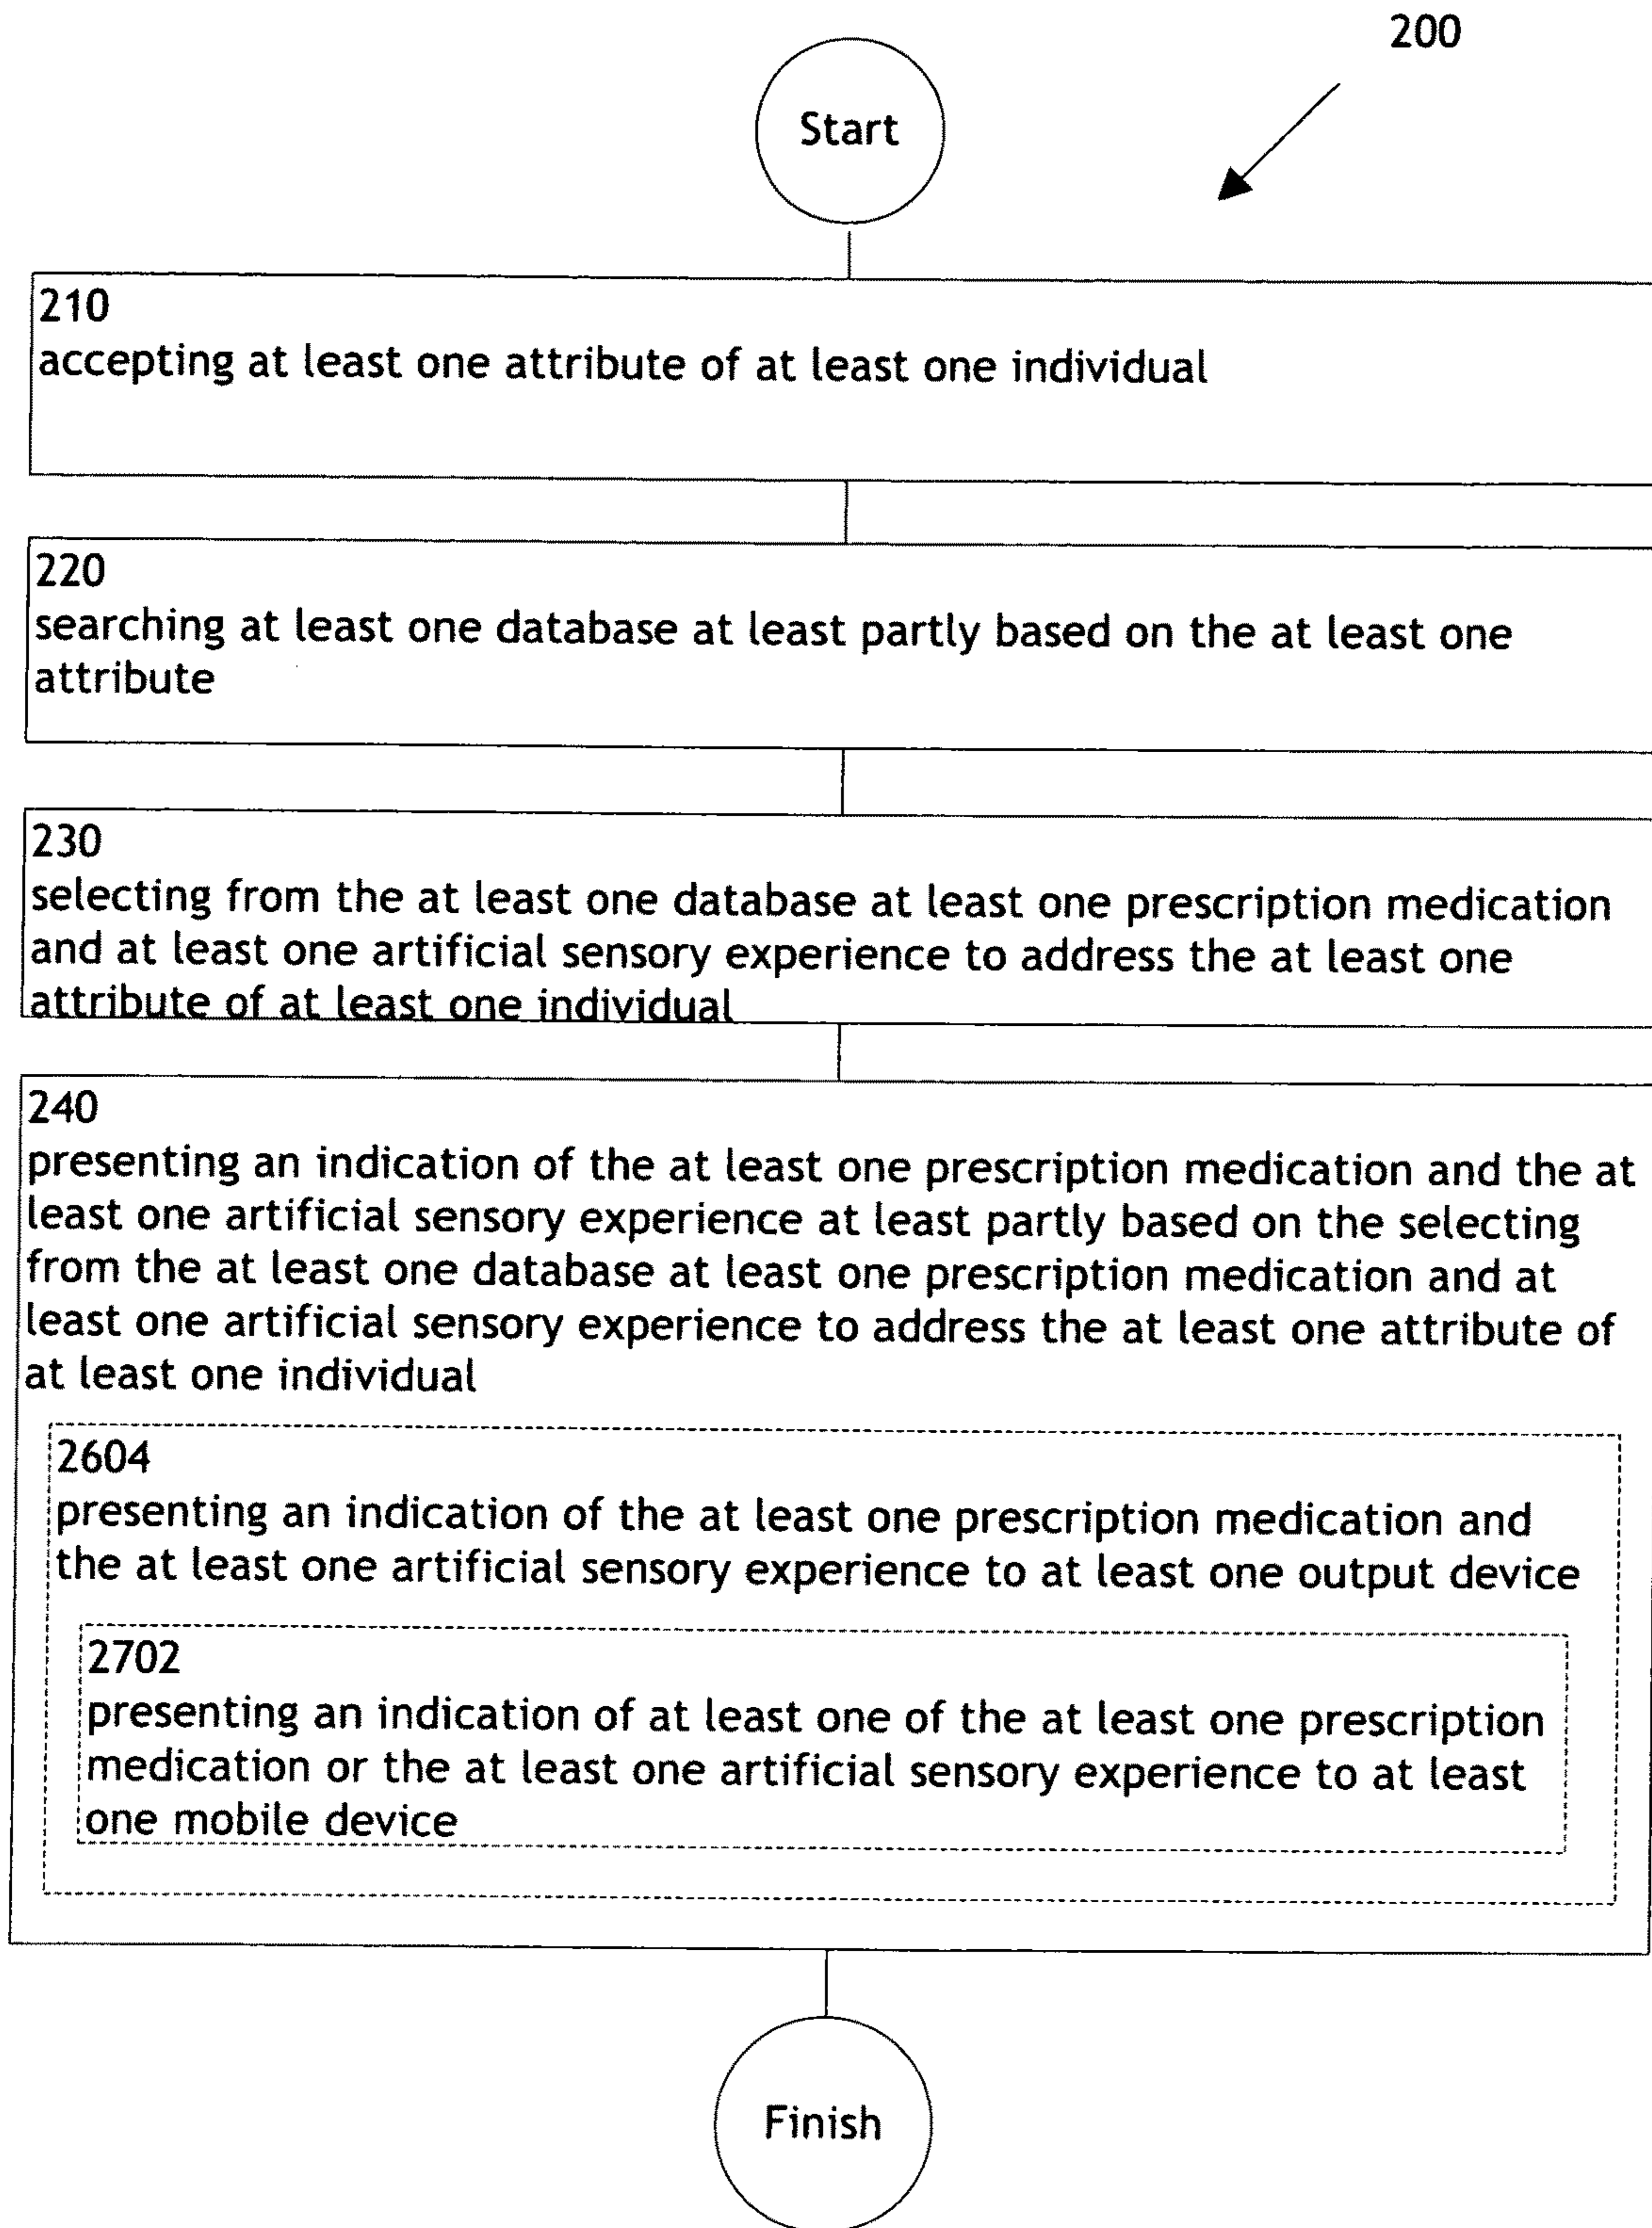 200
Start
210
accepting at least one attribute of at least one individual
220
searching at least one database at least partly based on the at least one
attribute
230
selecting from the at least one database at least one prescription medication
and at least one artificial sensory experience to address the at least one
attribute of at least one individual
240
presenting an indication of the at least one prescription medication and the at
least one artificial sensory experience at least partly based on the selecting
from the at least one database at least one prescription medication and at
least one artificial sensory experience to address the at least one attribute of
at least one individual
2604
presenting an indication of the at least one prescription medication and
the at least one artificial sensory experience to at least one output device
2702
presenting an indication of at least one of the at least one prescription
medication or the at least one artificial sensory experience to at least
one mobile device
Finish